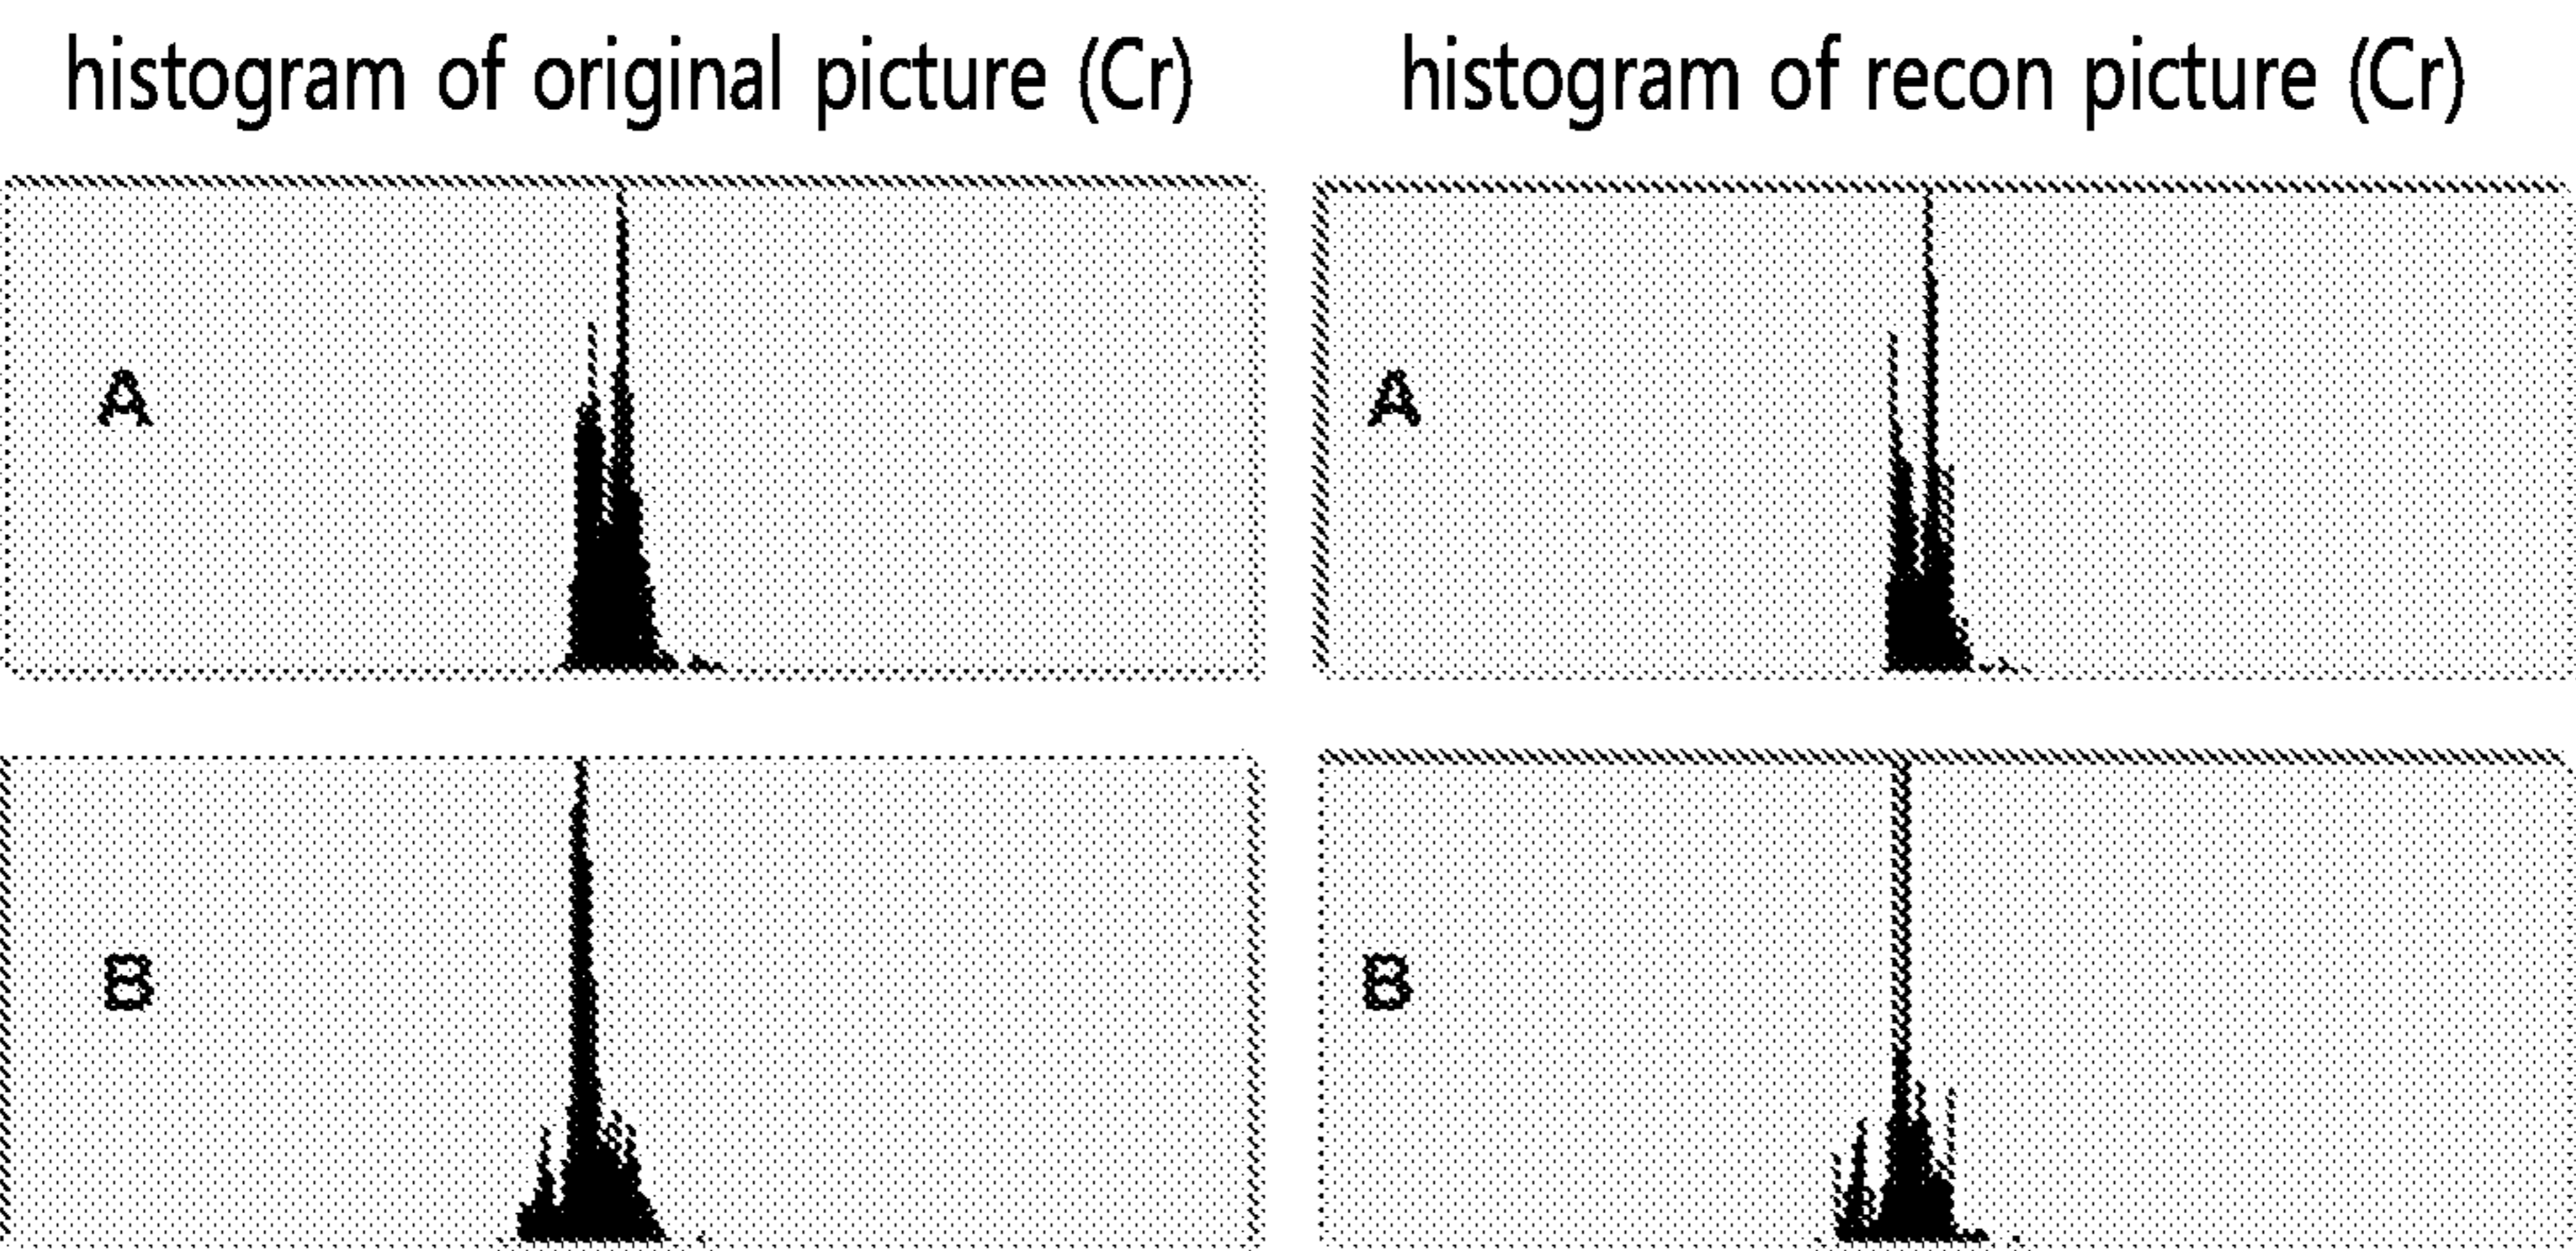 histogram of original picture (Cr)
histogram of recon picture (Cr)
A
A
B
B